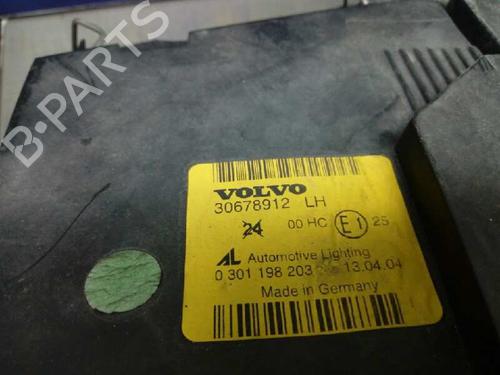 B-PARTS
VOLVO
30678912 LH
24 00 HC E1 25
AL Automotive Lighting
0 301 198 203 13.04.04
Made in Germany